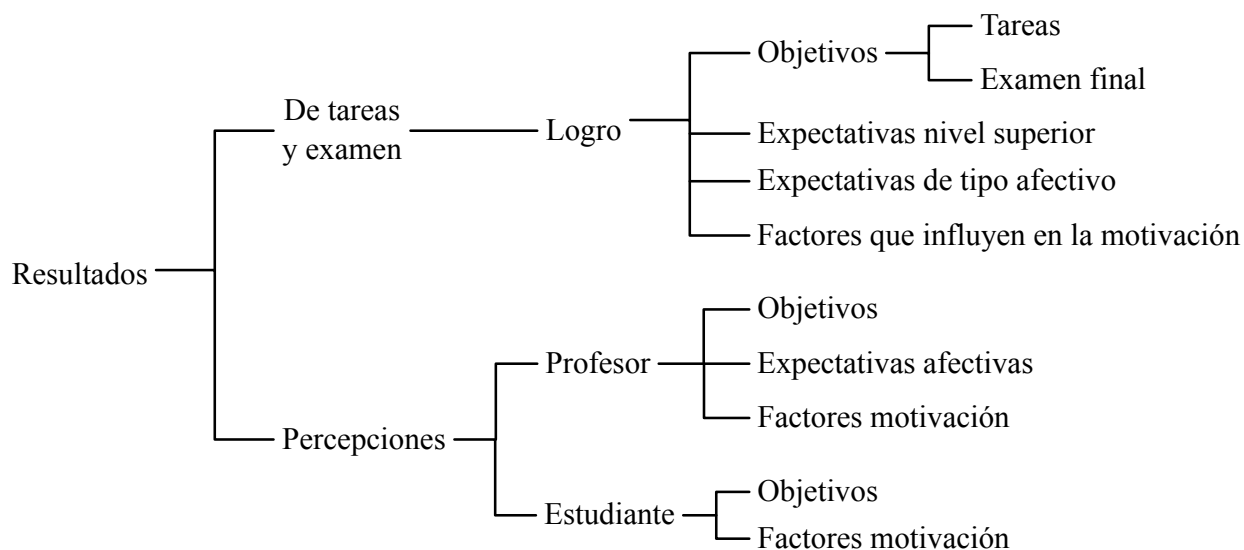 Resultados
De tareas
y examen
Logro
Objetivos
Tareas
Examen final
Expectativas nivel superior
Expectativas de tipo afectivo
Factores que influyen en la motivación
Percepciones
Profesor
Objetivos
Expectativas afectivas
Factores motivación
Estudiante
Objetivos
Factores motivación